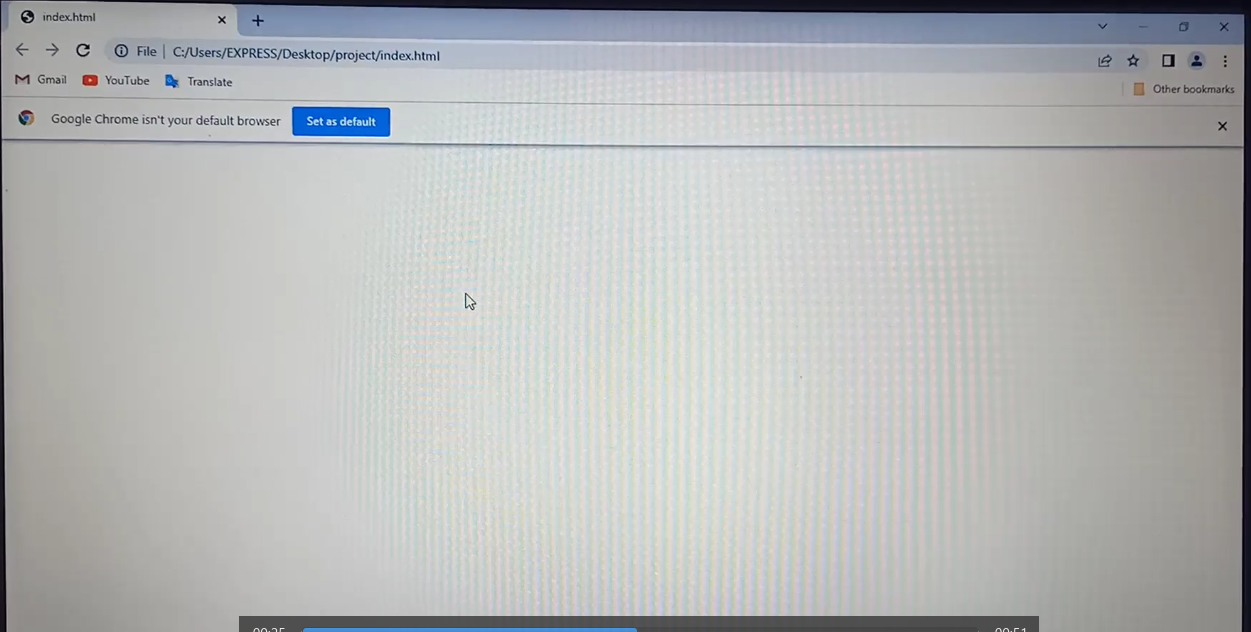 index.html
File | C:/Users/EXPRESS/Desktop/project/index.html
Gmail YouTube Translate Other bookmarks
Google Chrome isn't your default browser Set as default
00:25 00:51